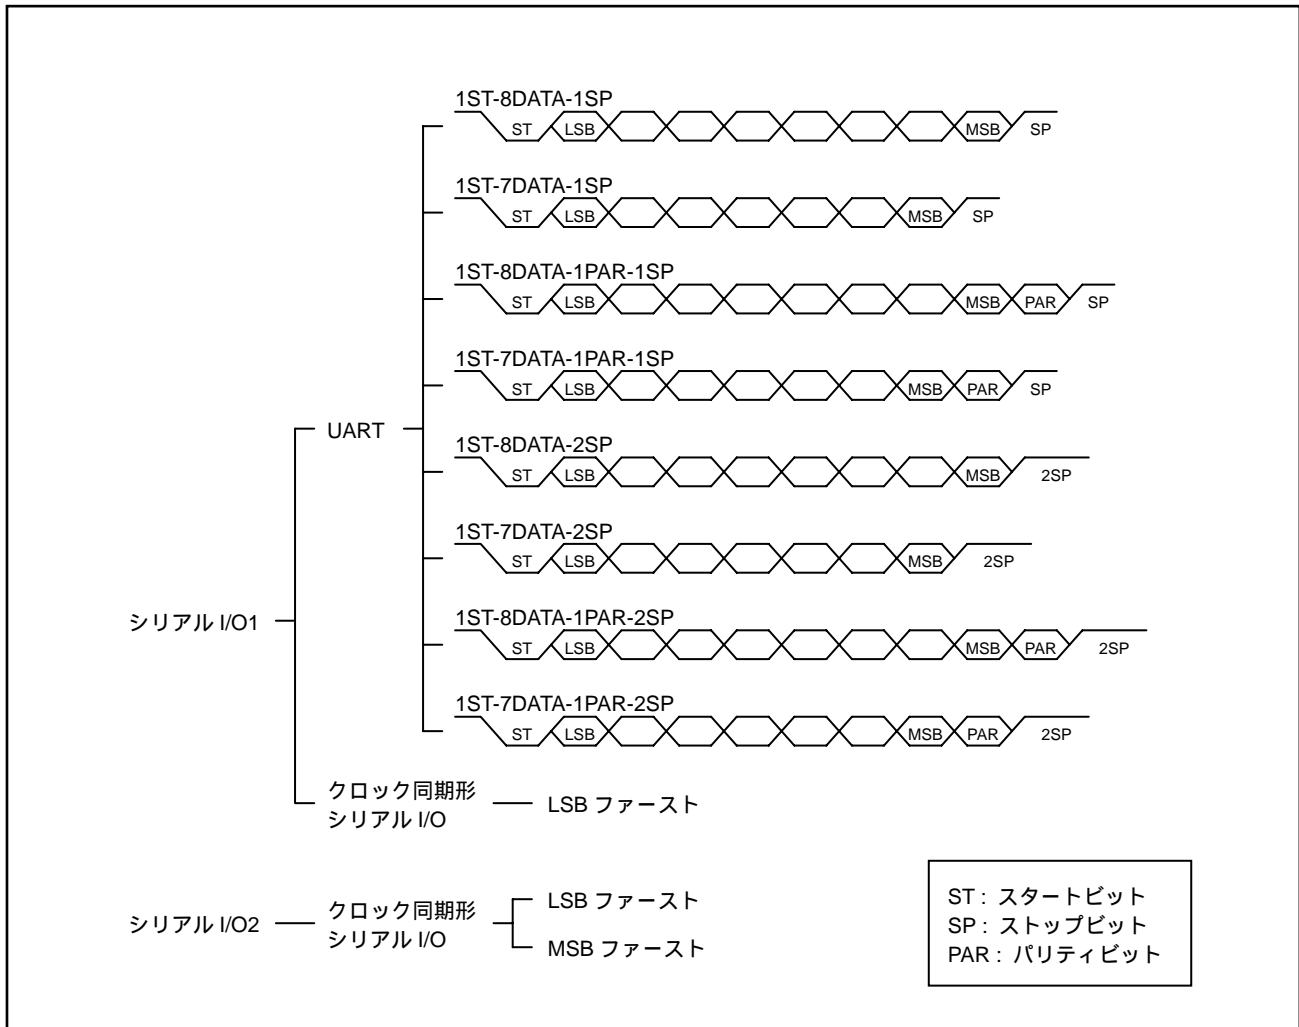 1ST-8DATA-1SP
ST LSB MSB SP
1ST-7DATA-1SP
ST LSB MSB SP
1ST-8DATA-1PAR-1SP
ST LSB MSB PAR SP
1ST-7DATA-1PAR-1SP
ST LSB MSB PAR SP
UART
1ST-8DATA-2SP
ST LSB MSB 2SP
1ST-7DATA-2SP
ST LSB MSB 2SP
シリアル I/O1
1ST-8DATA-1PAR-2SP
ST LSB MSB PAR 2SP
1ST-7DATA-1PAR-2SP
ST LSB MSB PAR 2SP
クロック同期形
シリアル I/O
LSB ファースト
シリアル I/O2
クロック同期形
シリアル I/O
LSB ファースト
MSB ファースト
ST : スタートビット
SP : ストップビット
PAR : パリティビット